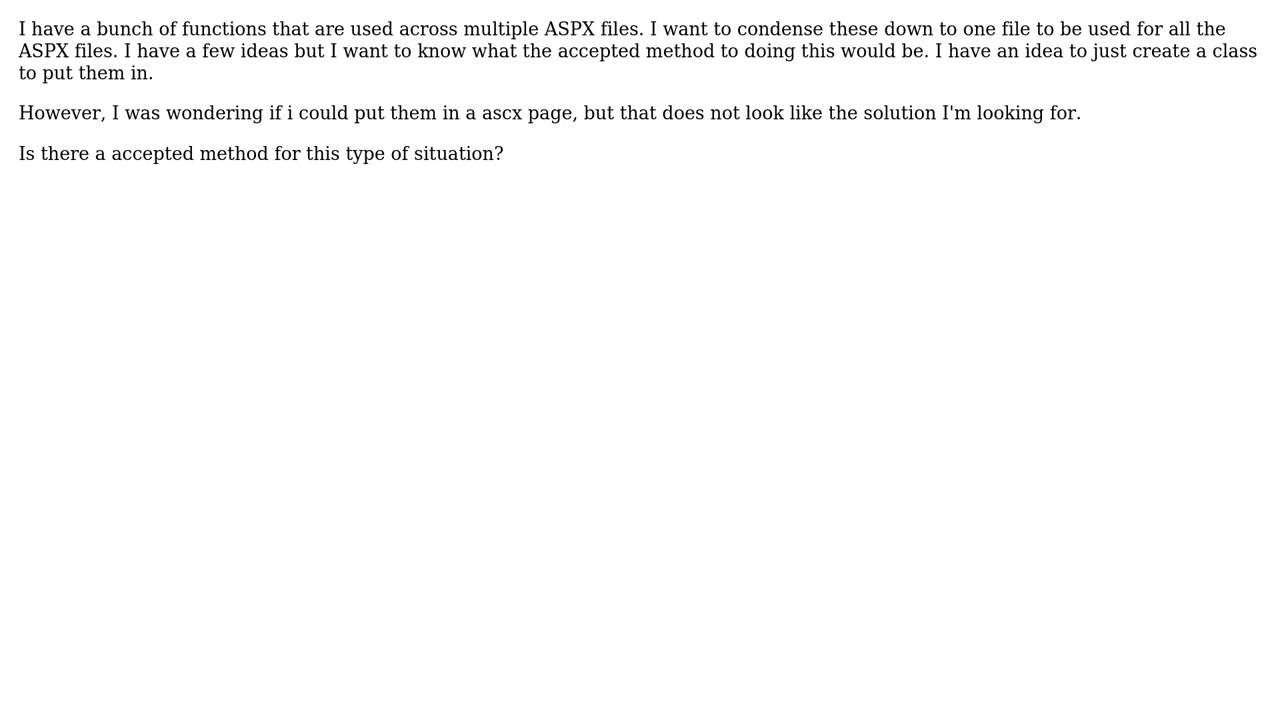 I have a bunch of functions that are used across multiple ASPX files. I want to condense these down to one file to be used for all the
ASPX files. I have a few ideas but I want to know what the accepted method to doing this would be. I have an idea to just create a class
to put them in.
However, I was wondering if i could put them in a ascx page, but that does not look like the solution I'm looking for.
Is there a accepted method for this type of situation?